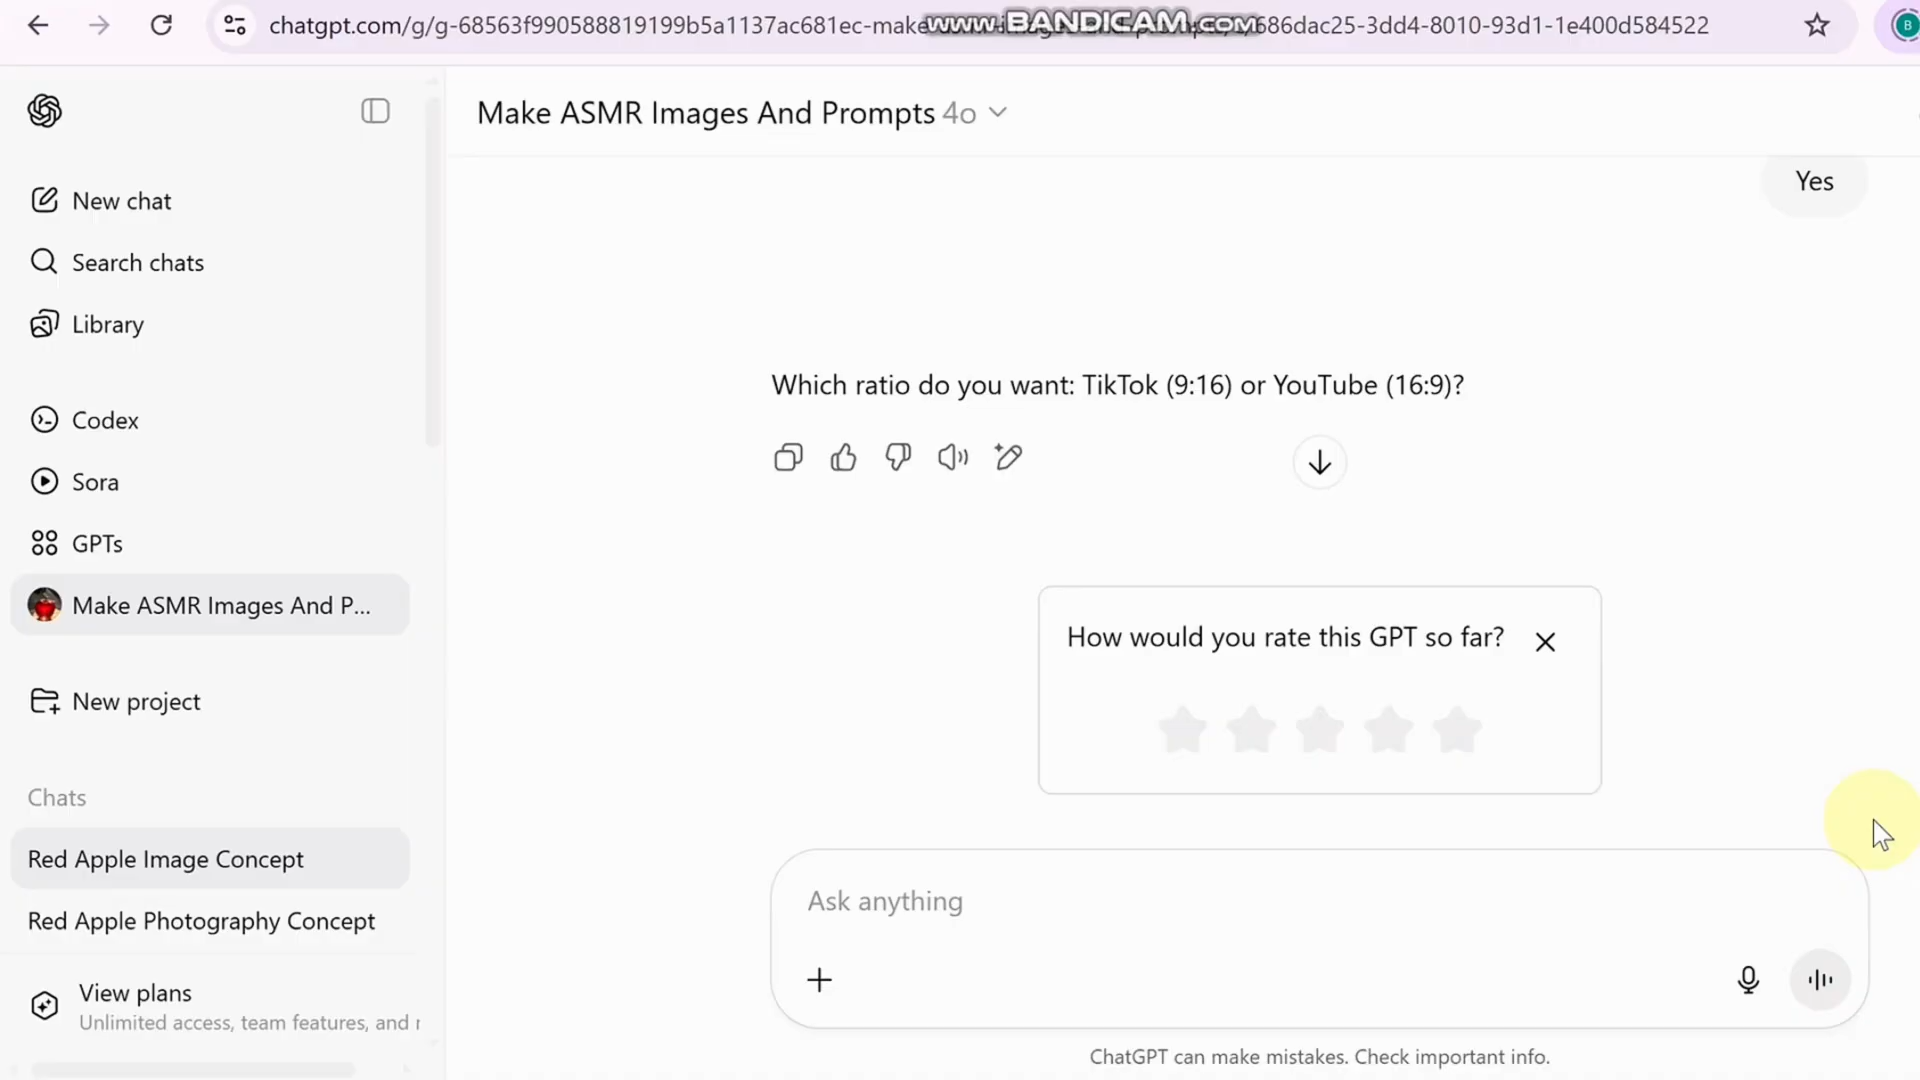 chatgpt.com/g/g-68563f990588819199b5a1137ac681ec-make
686dac25-3dd4-8010-93d1-1e400d584522
www.BANDICAM.com
B
Make ASMR Images And Prompts 4o
New chat
Search chats
Library
Codex
Sora
GPTs
Make ASMR Images And P...
New project
Chats
Red Apple Image Concept
Red Apple Photography Concept
View plans
Unlimited access, team features, and r
Yes
Which ratio do you want: TikTok (9:16) or YouTube (16:9)?
How would you rate this GPT so far?
Ask anything
ChatGPT can make mistakes. Check important info.